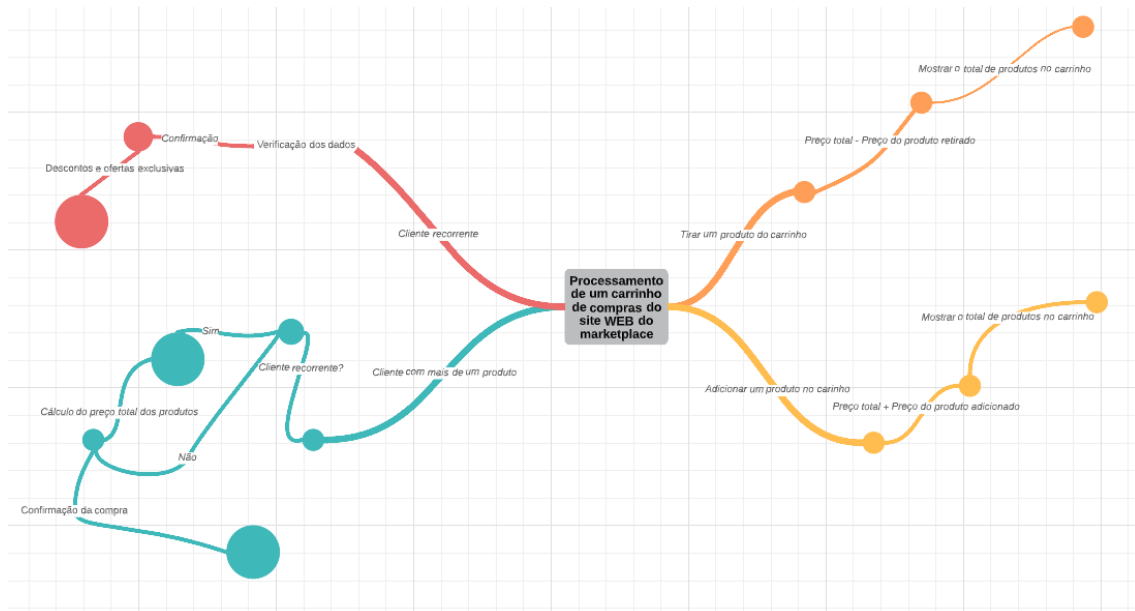 Mostrar o total de produtos no carrinho
Confirmação
Verificação dos dados
Preço total - Preço do produto retirado
Descontos e ofertas exclusivas
Cliente recorrente
Tirar um produto do carrinho
Processamento
de um carrinho
de compras do
site WEB do
marketplace
Mostrar o total de produtos no carrinho
Sim
Cliente recorrente?
Cliente com mais de um produto
Adicionar um produto no carinho
Preço total + Preço do produto adicionado
Cálculo do preço total dos produtos
Não
Confirmação da compra